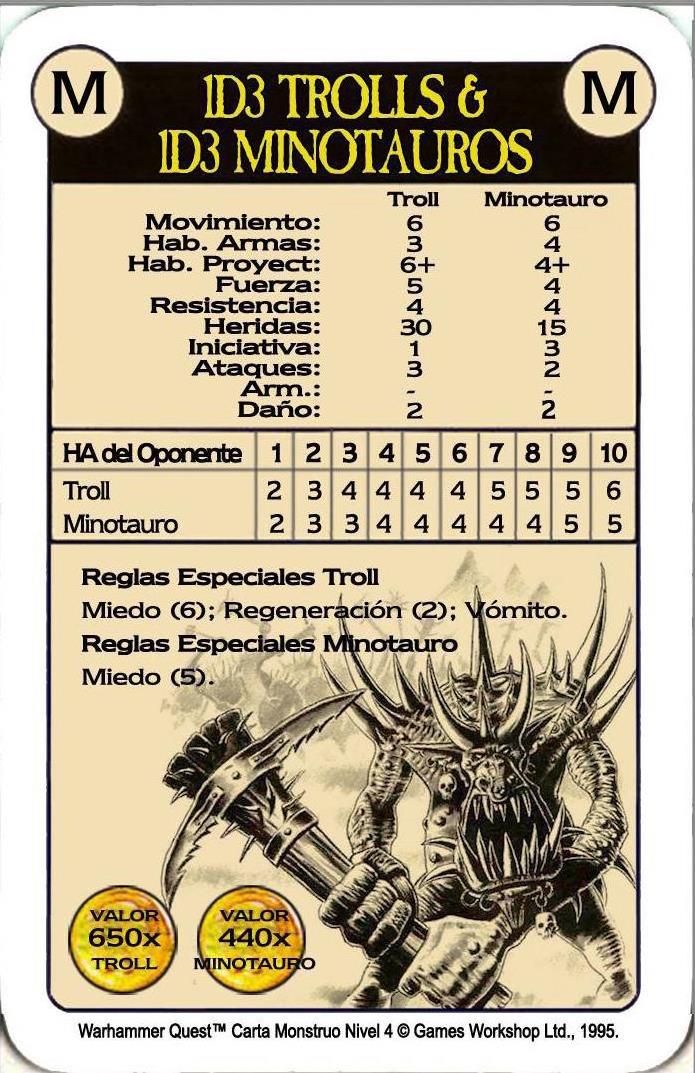 M 1D3 TROLLS & M
1D3 MINOTAUROS
Troll Minotauro
Movimiento: 6 6
Hab. Armas: 3 4
Hab. Proyect: 6+ 4+
Fuerza: 5 4
Resistencia: 4 4
Heridas: 30 15
Iniciativa: 1 3
Ataques: 3 2
Arm.: - -
Daño: 2 2
HA del Oponente 1 2 3 4 5 6 7 8 9 10
Troll 2 3 4 4 4 4 5 5 5 6
Minotauro 2 3 3 4 4 4 4 4 5 5
Reglas Especiales Troll
Miedo (6); Regeneración (2); Vómito.
Reglas Especiales Minotauro
Miedo (5).
VALOR
650x
TROLL
VALOR
440x
MINOTAURO
Warhammer Quest™ Carta Monstruo Nivel 4 © Games Workshop Ltd., 1995.